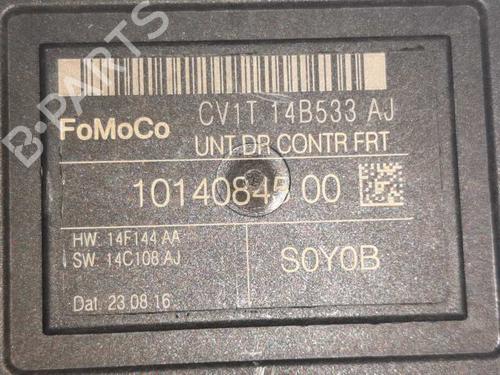 B-PARTS
FoMoCo
CV1T 14B533 AJ
UNT DR CONTR FRT
10140845 00
HW: 14F144 AA
SW: 14C108 AJ
S0Y0B
Dat. 23.08.16